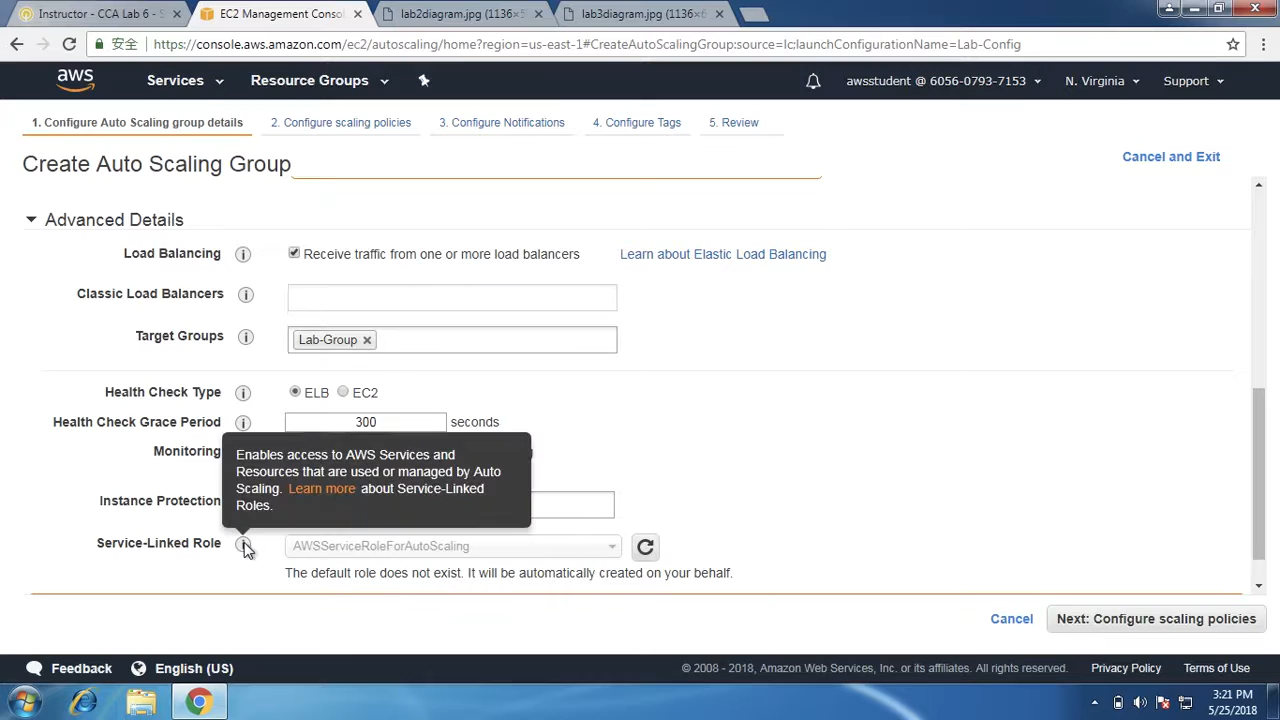 Instructor - CCA Lab 6 - S
EC2 Management Conso
lab2diagram.jpg (1136×5
lab3diagram.jpg (1136×6
安全
https://console.aws.amazon.com/ec2/autoscaling/home?region=us-east-1#CreateAutoScalingGroup:source=lc;launchConfigurationName=Lab-Config
aws
Services
Resource Groups
awsstudent @ 6056-0793-7153
N. Virginia
Support
1. Configure Auto Scaling group details
2. Configure scaling policies
3. Configure Notifications
4. Configure Tags
5. Review
Create Auto Scaling Group
Cancel and Exit
Advanced Details
Load Balancing
Receive traffic from one or more load balancers
Learn about Elastic Load Balancing
Classic Load Balancers
Target Groups
Lab-Group
Health Check Type
ELB
EC2
Health Check Grace Period
300
seconds
Monitoring
Enables access to AWS Services and
Resources that are used or managed by Auto
Scaling. Learn more about Service-Linked
Roles.
Instance Protection
Service-Linked Role
AWSServiceRoleForAutoScaling
The default role does not exist. It will be automatically created on your behalf.
Cancel
Next: Configure scaling policies
Feedback
English (US)
© 2008 - 2018, Amazon Web Services, Inc. or its affiliates. All rights reserved.
Privacy Policy
Terms of Use
3:21 PM
5/25/2018